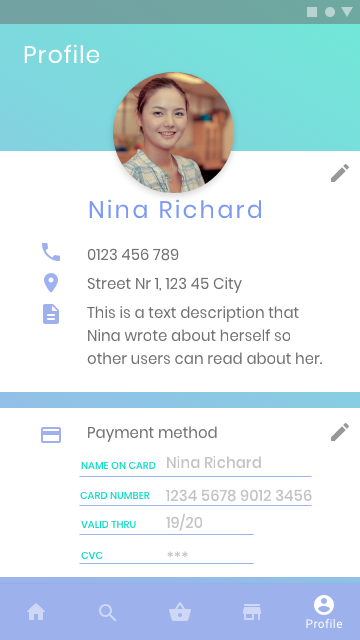 Profile
Nina Richard
0123 456 789
Street Nr 1, 123 45 City
This is a text description that
Nina wrote about herself so
other users can read about her.
Payment method
NAME ON CARD Nina Richard
CARD NUMBER 1234 5678 9012 3456
VALID THRU 19/20
CVC ***
Profile